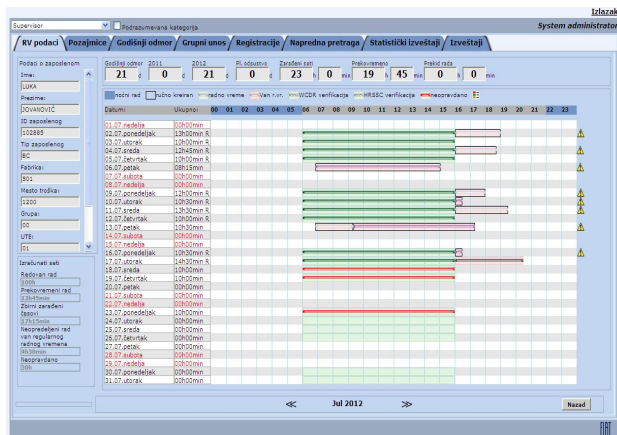 Izlazak
Supervisor
Podrazumevana kategorija
System administrator
RV podaci
Pozajmice
Godišnji odmor
Grupni unos
Registracije
Napredna pretraga
Statistički izveštaji
Izveštaji
Podaci o zaposlenom
Ime:
LUKA
Prezime:
JOVANOVIĆ
ID zaposlenog
102885
Tip zaposlenog
BC
Fabrika:
901
Mesto troška:
1200
Grupa:
00
UTE:
01
Izračunati sati
Redovan rad
100h
Prekovremeni rad
13h45min
Zbirni zarađeni
časovi
17h15min
Neopredeljeni rad
van regularnog
radnog vremena
9h30min
Neopravdano
30h
Godišnji odmor 2011 2012 Pl. odsustvo Zarađeni sati Prekovremeno Prekid rada
21 d 0 d 21 d 0 d 23 h 0 min 19 h 45 min 0 h 0 min
noćni rad ručno kreiran radno vreme Van r.vr. WCDR verifikacija HRSSC verifikacija neopravdano
Datum: Ukupno: 00 01 02 03 04 05 06 07 08 09 10 11 12 13 14 15 16 17 18 19 20 21 22 23
01.07.nedelja 00h00min
02.07.ponedeljak 13h00min R
03.07.utorak 10h00min R
04.07.sreda 12h45min R
05.07.četvrtak 10h00min R
06.07.petak 08h15min
07.07.subota 00h00min
08.07.nedelja 00h00min
09.07.ponedeljak 12h00min R
10.07.utorak 10h30min R
11.07.sreda 13h30min R
12.07.četvrtak 10h00min R
13.07.petak 10h30min
14.07.subota 00h00min
15.07.nedelja 00h00min
16.07.ponedeljak 10h30min R
17.07.utorak 14h30min R
18.07.sreda 10h00min
19.07.četvrtak 10h00min
20.07.petak 00h00min
21.07.subota 00h00min
22.07.nedelja 00h00min
23.07.ponedeljak 10h00min
24.07.utorak 00h00min
25.07.sreda 00h00min
26.07.četvrtak 00h00min
27.07.petak 00h00min
28.07.subota 00h00min
29.07.nedelja 00h00min
30.07.ponedeljak 00h00min
31.07.utorak 00h00min
≪ Jul 2012 ≫
Nazad
FIAT